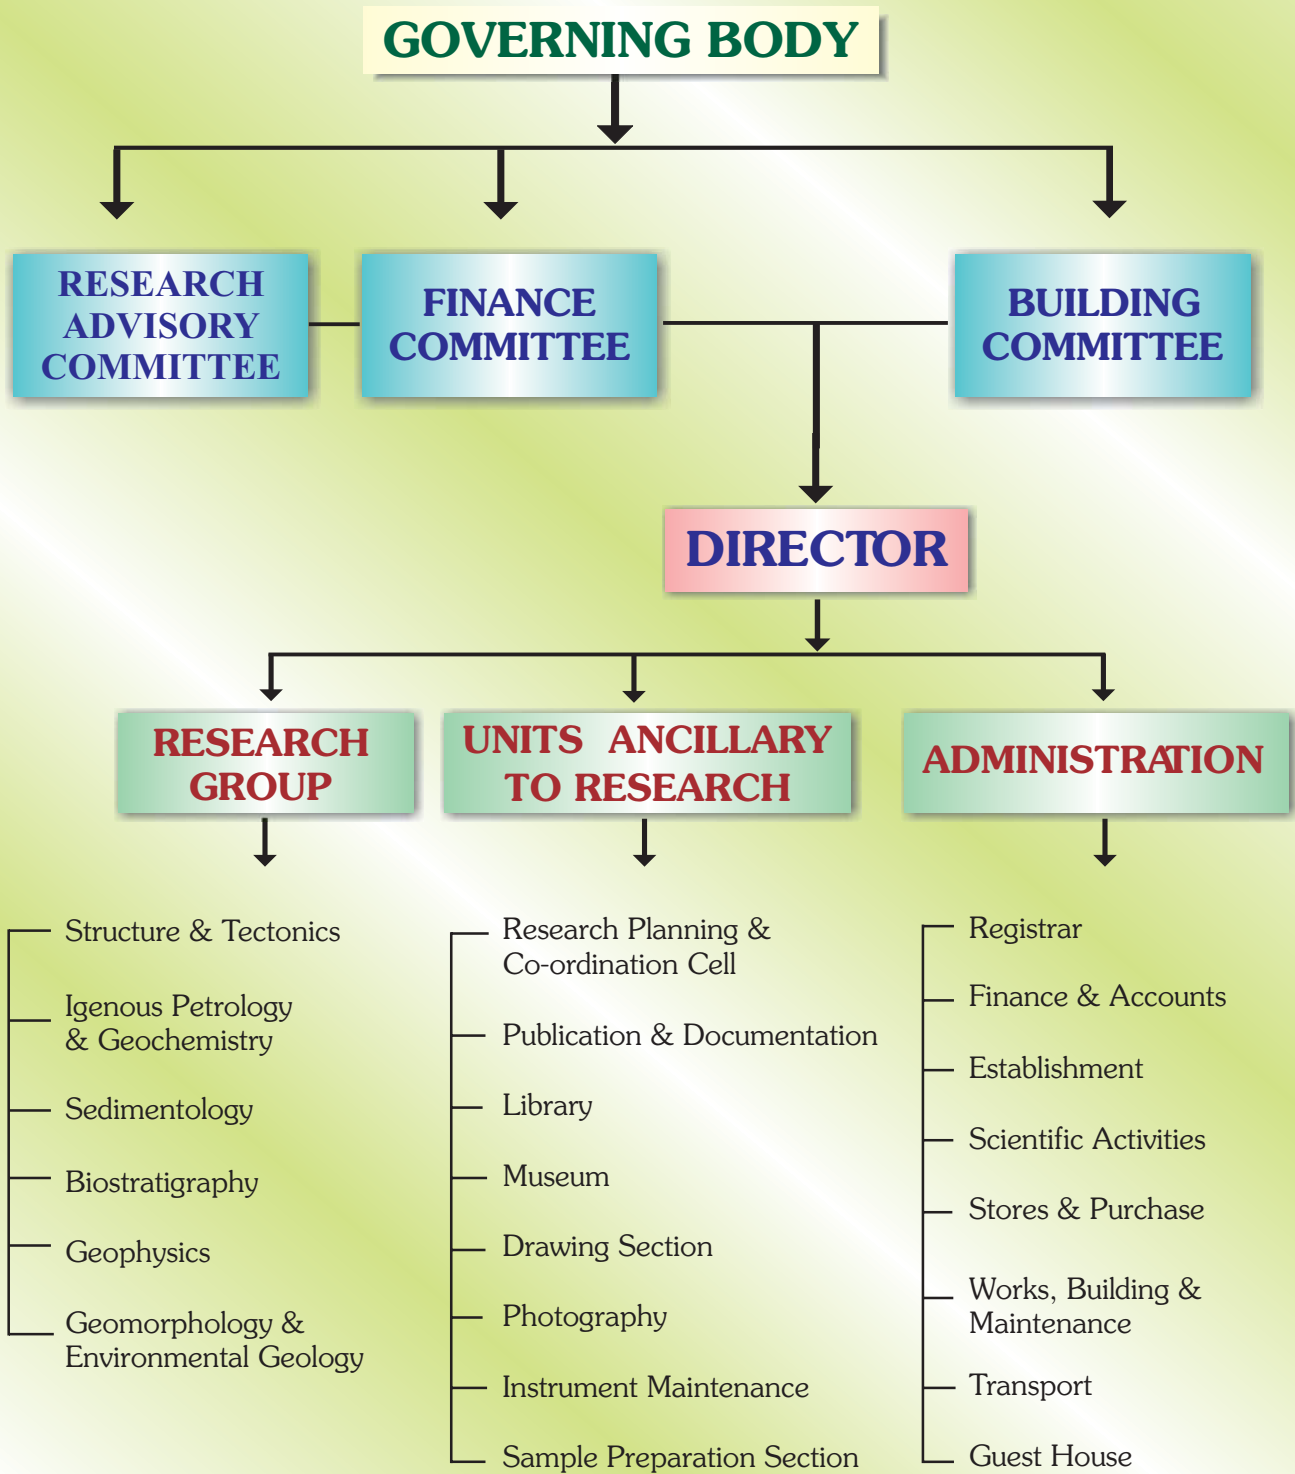 GOVERNING BODY
RESEARCH
ADVISORY
COMMITTEE
FINANCE
COMMITTEE
BUILDING
COMMITTEE
DIRECTOR
RESEARCH
GROUP
UNITS ANCILLARY
TO RESEARCH
ADMINISTRATION
Structure & Tectonics
Igenous Petrology
& Geochemistry
Sedimentology
Biostratigraphy
Geophysics
Geomorphology &
Environmental Geology
Research Planning &
Co-ordination Cell
Publication & Documentation
Library
Museum
Drawing Section
Photography
Instrument Maintenance
Sample Preparation Section
Registrar
Finance & Accounts
Establishment
Scientific Activities
Stores & Purchase
Works, Building &
Maintenance
Transport
Guest House